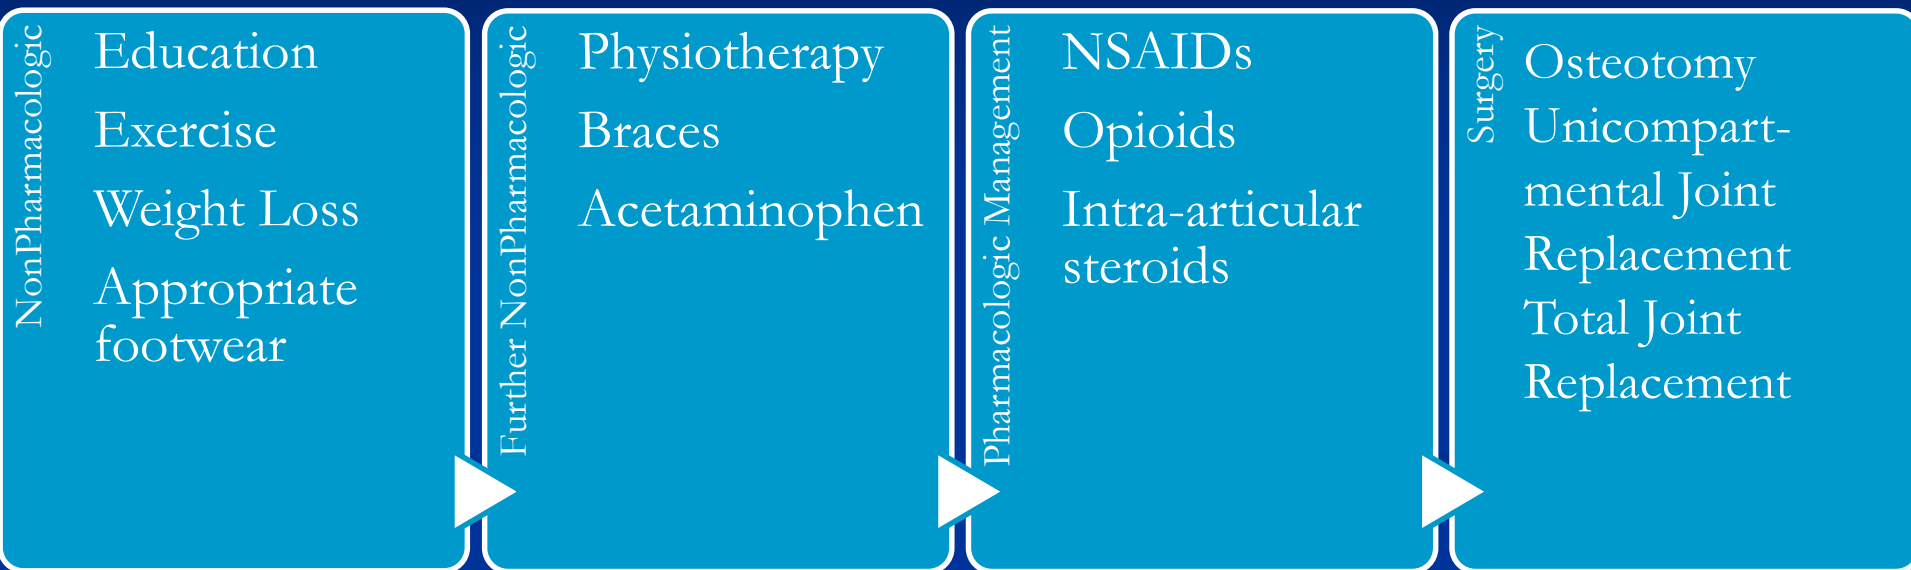 NonPharmacologic
Education
Exercise
Weight Loss
Appropriate
footwear
Further NonPharmacologic
Physiotherapy
Braces
Acetaminophen
Pharmacologic Management
NSAIDs
Opioids
Intra-articular
steroids
Surgery
Osteotomy
Unicompart-
mental Joint
Replacement
Total Joint
Replacement